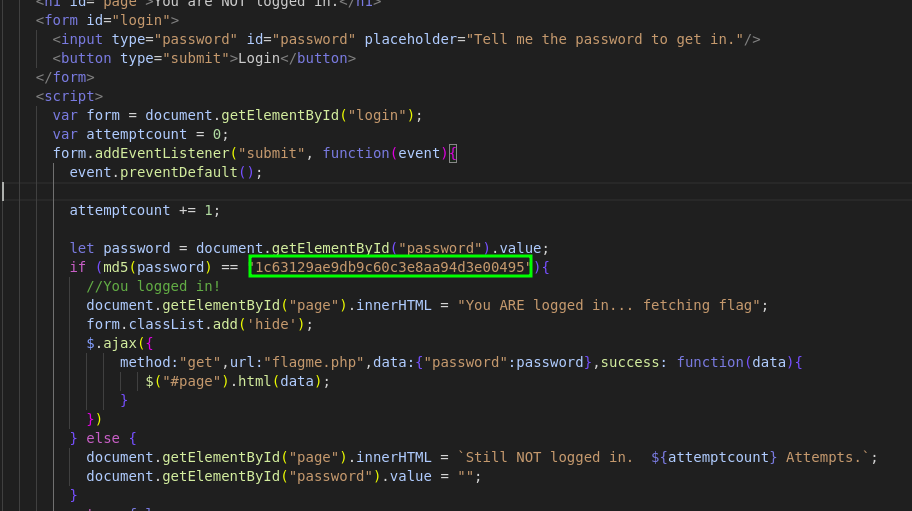 <h1 id="page">You are NOT logged in.</h1>
<form id="login">
<input type="password" id="password" placeholder="Tell me the password to get in."/>
<button type="submit">Login</button>
</form>
<script>
var form = document.getElementById("login");
var attemptcount = 0;
form.addEventListener("submit", function(event){
event.preventDefault();
attemptcount += 1;
let password = document.getElementById("password").value;
if (md5(password) == "1c63129ae9db9c60c3e8aa94d3e00495"){
//You logged in!
document.getElementById("page").innerHTML = "You ARE logged in... fetching flag";
form.classList.add('hide');
$.ajax({
method:"get",url:"flagme.php",data:{"password":password},success: function(data){
$("#page").html(data);
}
})
} else {
document.getElementById("page").innerHTML = `Still NOT logged in.  ${attemptcount} Attempts.`;
document.getElementById("password").value = "";
}